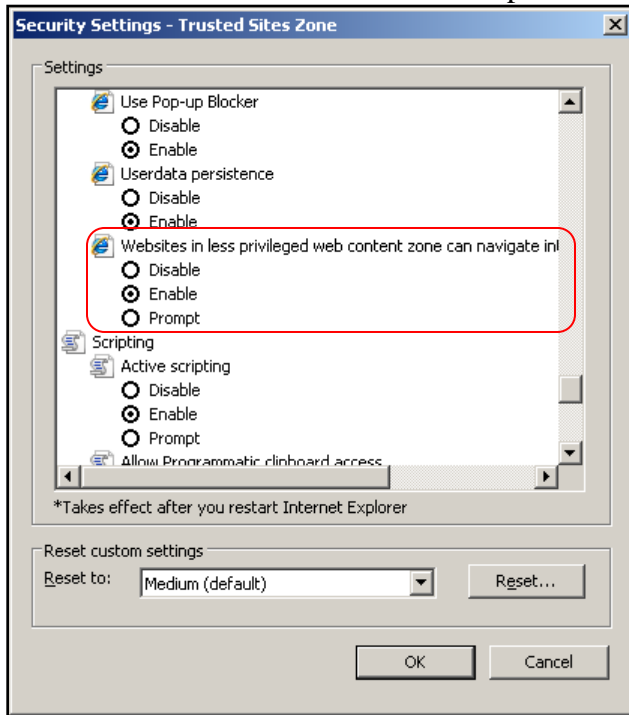 Security Settings - Trusted Sites Zone
Settings
Use Pop-up Blocker
Disable
Enable
Userdata persistence
Disable
Enable
Websites in less privileged web content zone can navigate in
Disable
Enable
Prompt
Scripting
Active scripting
Disable
Enable
Prompt
Allow Programmatic clipboard access
*Takes effect after you restart Internet Explorer
Reset custom settings
Reset to:
Medium (default)
Reset...
OK
Cancel